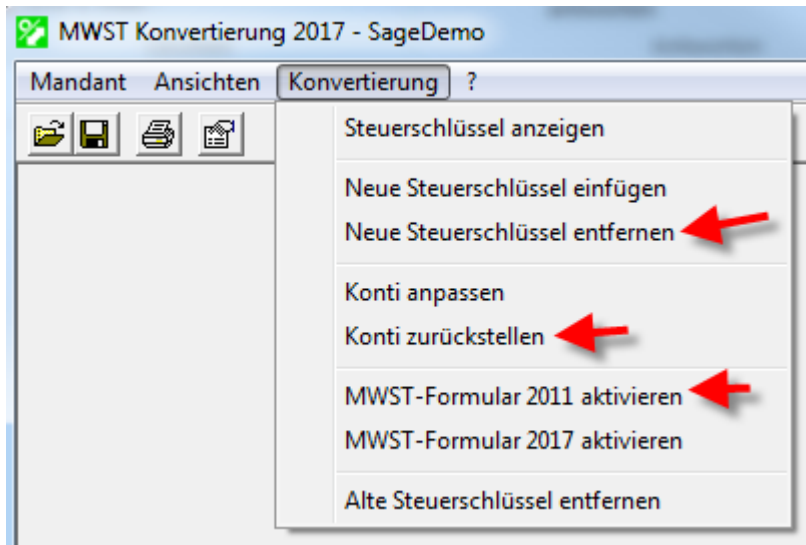 MWST Konvertierung 2017 - SageDemo
Mandant Ansichten Konvertierung ?
Steuerschlüssel anzeigen
Neue Steuerschlüssel einfügen
Neue Steuerschlüssel entfernen
Konti anpassen
Konti zurückstellen
MWST-Formular 2011 aktivieren
MWST-Formular 2017 aktivieren
Alte Steuerschlüssel entfernen